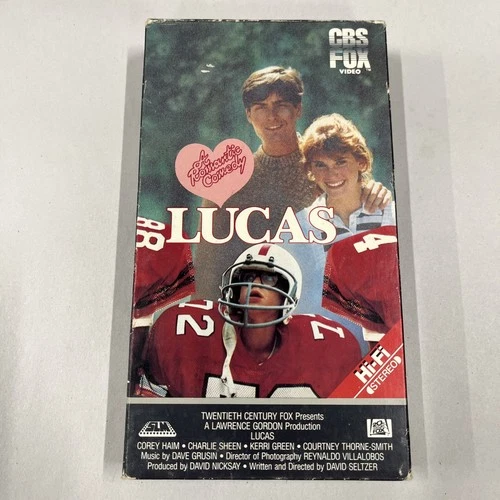 CBS
FOX
VIDEO
A
Romantic
Comedy
LUCAS
88
4
72
72
Hi-Fi
STEREO
TWENTIETH CENTURY FOX Presents
A LAWRENCE GORDON Production
LUCAS
COREY HAIM • CHARLIE SHEEN • KERRI GREEN • COURTNEY THORNE-SMITH
Music by DAVE GRUSIN • Director of Photography REYNALDO VILLALOBOS
Produced by DAVID NICKSAY • Written and Directed by DAVID SELTZER